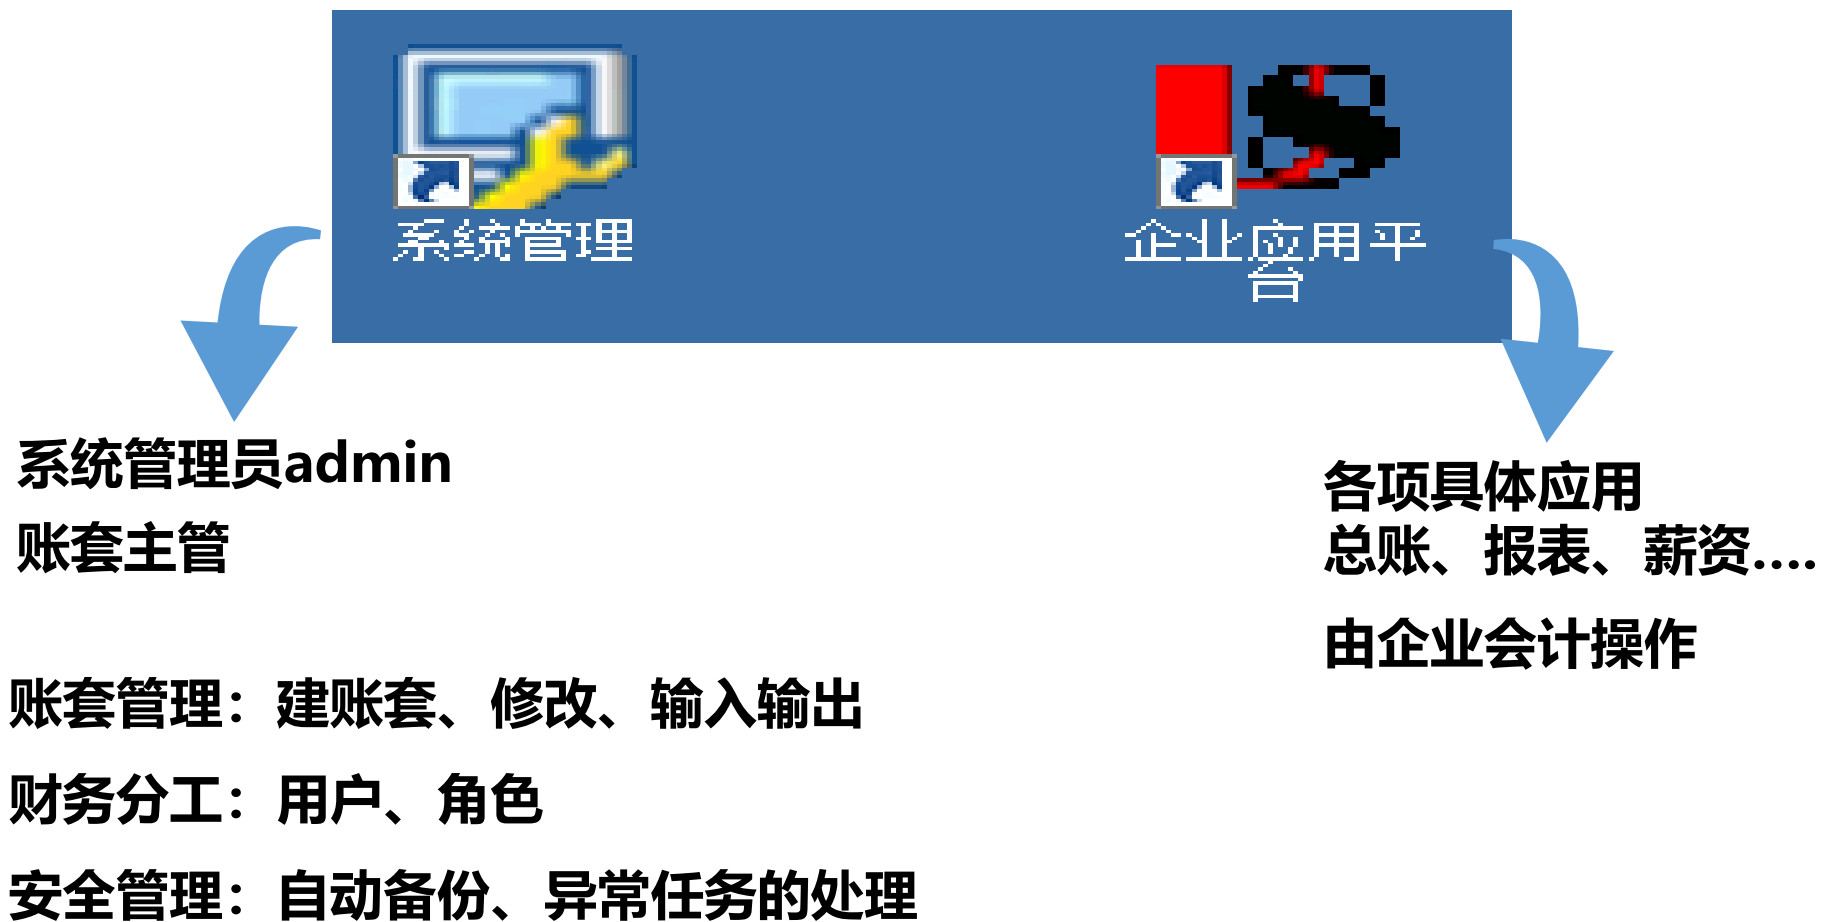 系统管理
企业应用平
台
系统管理员admin
账套主管
各项具体应用
总账、报表、薪资....
由企业会计操作
账套管理：建账套、修改、输入输出
财务分工：用户、角色
安全管理：自动备份、异常任务的处理